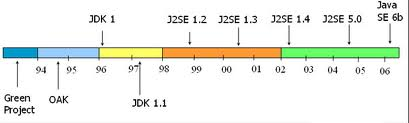 Java
JDK 1 J2SE 1.2 J2SE 1.3 J2SE 1.4 J2SE 5.0 SE 6b
94 95 96 97 98 99 00 01 02 03 04 05 06
Green OAK JDK 1.1
Project